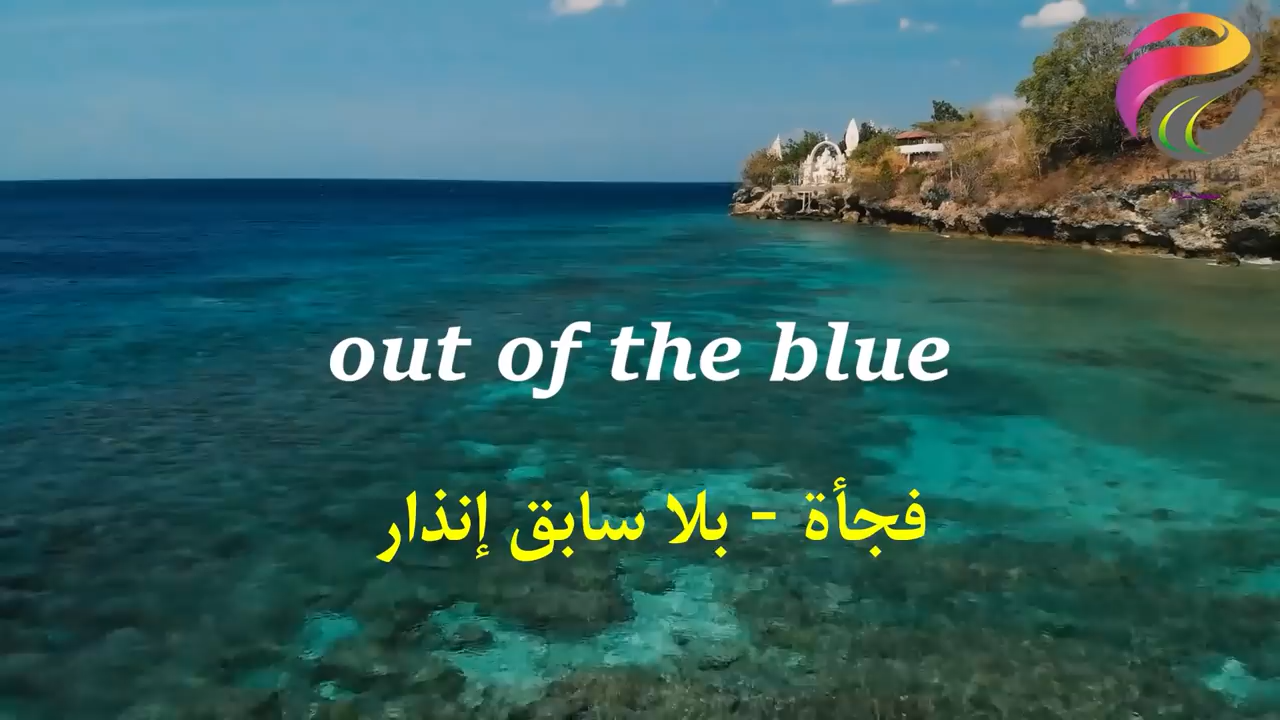 out of the blue
فجأة - بلا سابق إنذار